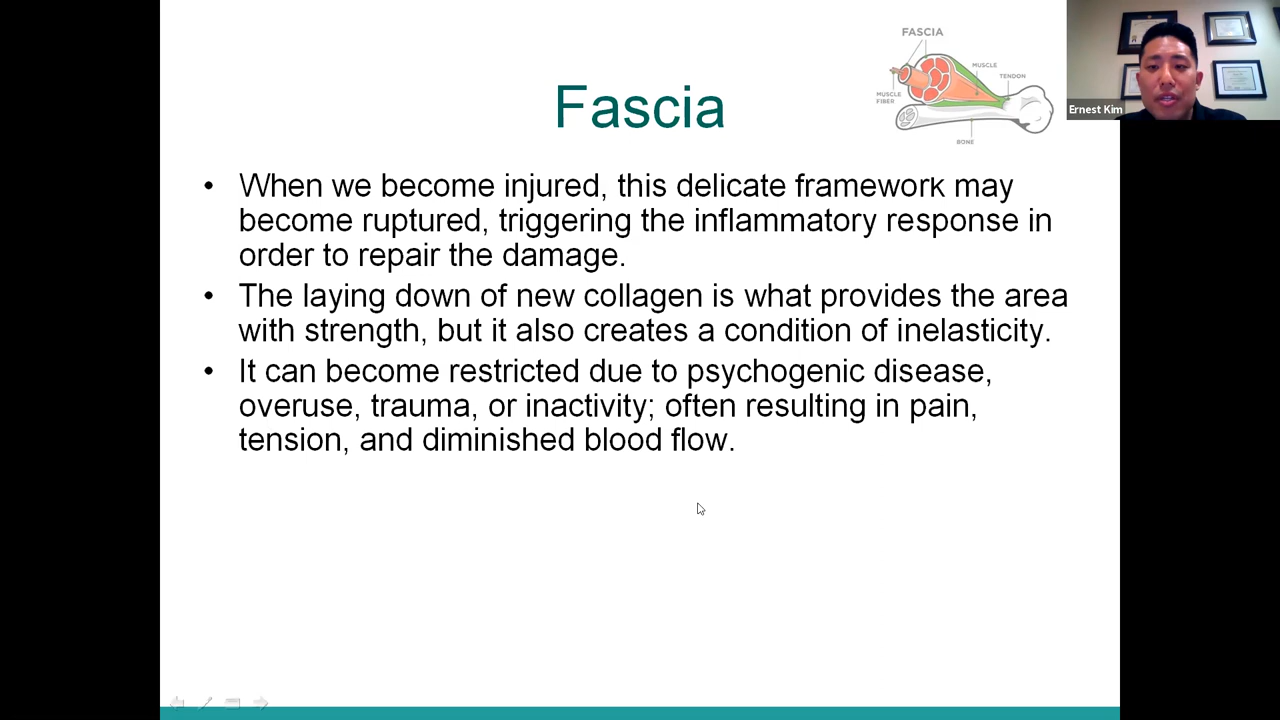 FASCIA
MUSCLE
TENDON
MUSCLE
FIBER
BONE
Ernest Kim
Fascia
• When we become injured, this delicate framework may
become ruptured, triggering the inflammatory response in
order to repair the damage.
• The laying down of new collagen is what provides the area
with strength, but it also creates a condition of inelasticity.
• It can become restricted due to psychogenic disease,
overuse, trauma, or inactivity; often resulting in pain,
tension, and diminished blood flow.